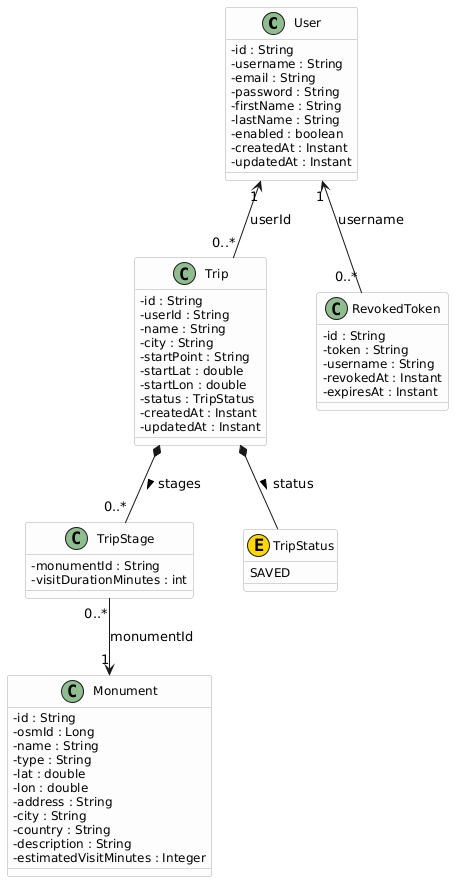 C User
-id : String
-username : String
-email : String
-password : String
-firstName : String
-lastName : String
-enabled : boolean
-createdAt : Instant
-updatedAt : Instant
1
1
userId
username
0..*
0..*
C Trip
-id : String
-userId : String
-name : String
-city : String
-startPoint : String
-startLat : double
-startLon : double
-status : TripStatus
-createdAt : Instant
-updatedAt : Instant
C RevokedToken
-id : String
-token : String
-username : String
-revokedAt : Instant
-expiresAt : Instant
stages
status
0..*
C TripStage
-monumentId : String
-visitDurationMinutes : int
E TripStatus
SAVED
0..*
monumentId
1
C Monument
-id : String
-osmId : Long
-name : String
-type : String
-lat : double
-lon : double
-address : String
-city : String
-country : String
-description : String
-estimatedVisitMinutes : Integer